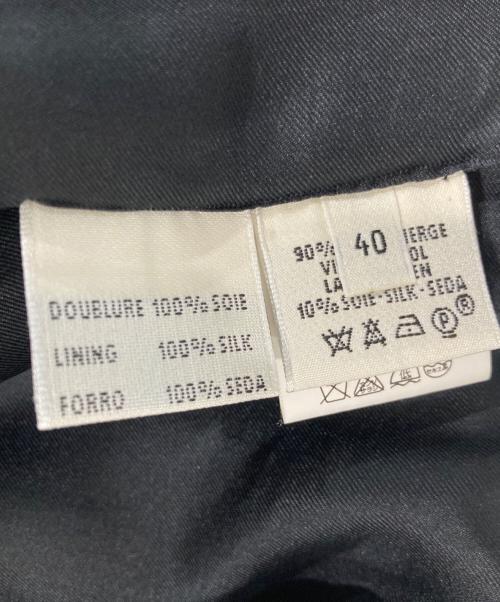 DOUBLURE 100% SOIE
LINING 100% SILK
FORRO 100% SEDA
40
90% IERGE
VI OL
LA EN
10% SOIE-SILK-SEDA
P
®